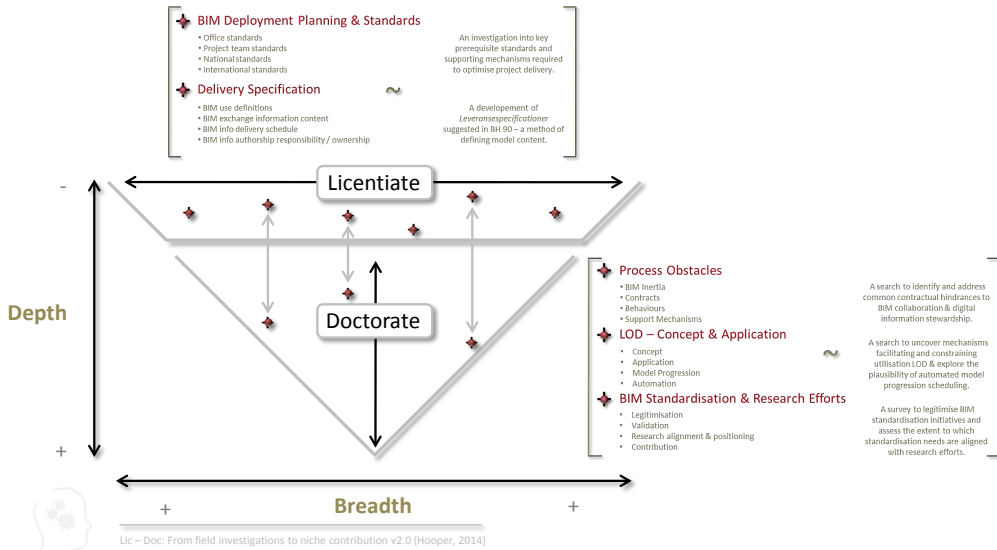 BIM Deployment Planning & Standards
• Office standards
• Project team standards
• National standards
• International standards
An investigation into key
prerequisite standards and
supporting mechanisms required
to optimise project delivery.
Delivery Specification
~
• BIM use definitions
• BIM exchange information content
• BIM info delivery schedule
• BIM info authorship responsibility / ownership
A developement of
Leveransespecifikationer
suggested in BH 90 – a method of
defining model content.
-
Licentiate
Depth
Doctorate
+
Process Obstacles
• BIM Inertia
• Contracts
• Behaviours
• Support Mechanisms
A search to identify and address
common contractual hindrances to
BIM collaboration & digital
information stewardship.
LOD – Concept & Application
~
• Concept
• Application
• Model Progression
• Automation
A search to uncover mechanisms
facilitating and constraining
utilisation LOD & explore the
plausibility of automated model
progression scheduling.
BIM Standardisation & Research Efforts
• Legitimisation
• Validation
• Research alignment & positioning
• Contribution
A survey to legitimise BIM
standardisation initiatives and
assess the extent to which
standardisation needs are aligned
with research efforts.
+ Breadth +
Lic – Doc: From field investigations to niche contribution v2.0 (Hooper, 2014)